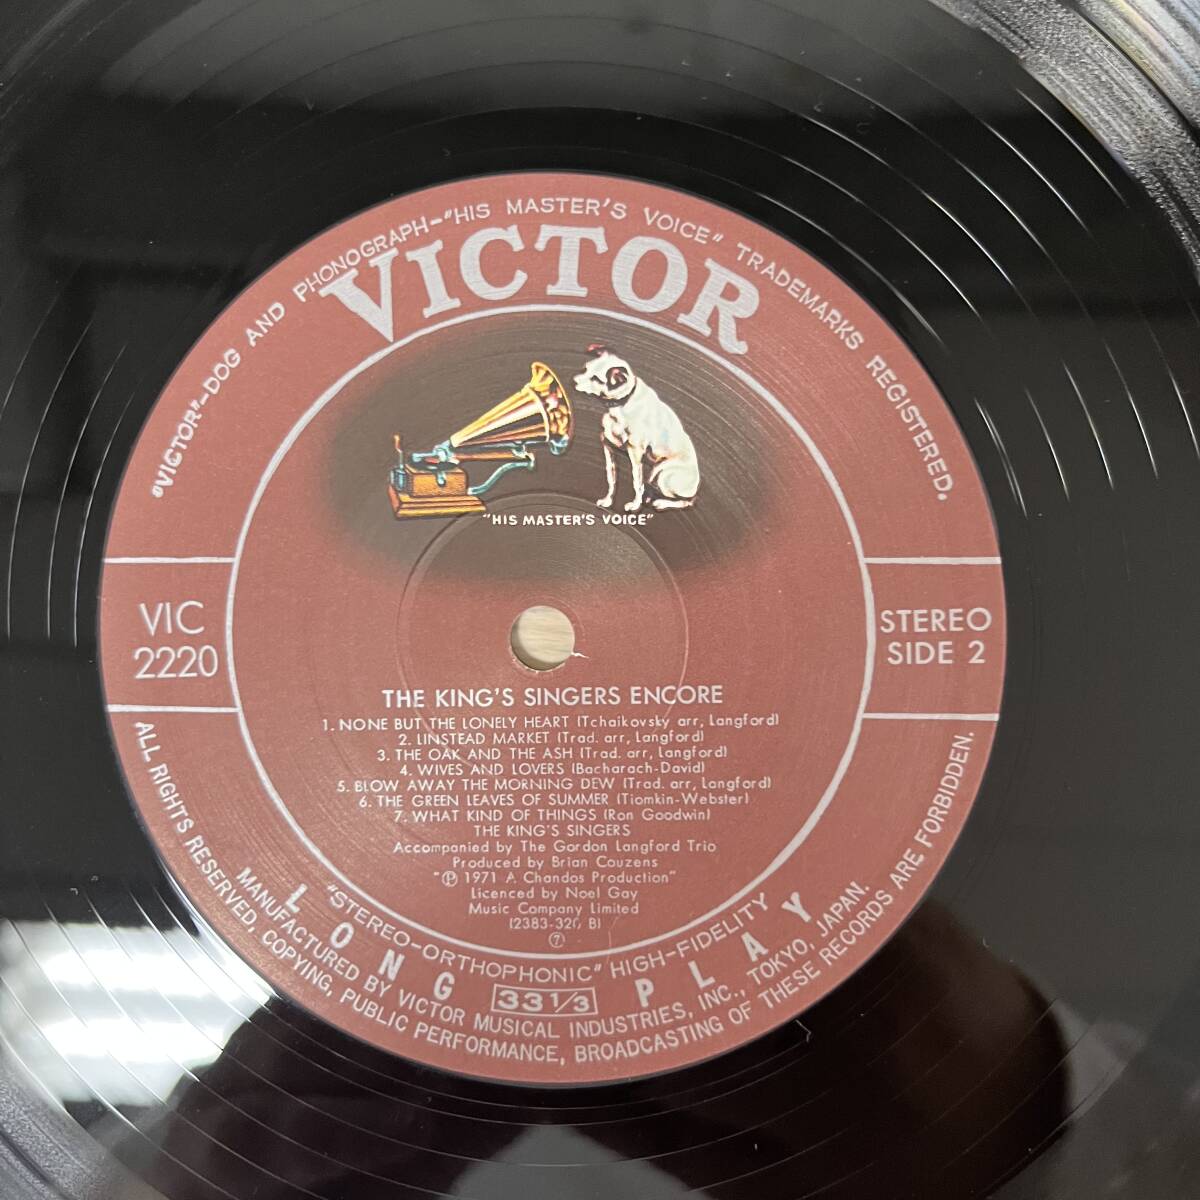 "VICTOR"-DOG AND PHONOGRAPH-"HIS MASTER'S VOICE" TRADEMARKS REGISTERED.
VICTOR
"HIS MASTER'S VOICE"
VIC
2220
STEREO
SIDE 2
THE KING'S SINGERS ENCORE
1. NONE BUT THE LONELY HEART (Tchaikovsky arr, Langford)
2. LINSTEAD MARKET (Trad. arr, Langford)
3. THE OAK AND THE ASH (Trad. arr, Langford)
4. WIVES AND LOVERS (Bacharach-David)
5. BLOW AWAY THE MORNING DEW (Trad. arr, Langford)
6. THE GREEN LEAVES OF SUMMER (Tiomkin-Webster)
7. WHAT KIND OF THINGS (Ron Goodwin)
THE KING'S SINGERS
Accompanied by The Gordon Langford Trio
Produced by Brian Couzens
"Ⓟ 1971 A Chandos Production"
Licenced by Noel Gay
Music Company Limited
(2383-320 B)
⑦
"STEREO-ORTHOPHONIC" HIGH-FIDELITY
LONG 33 1/3 PLAY
MANUFACTURED BY VICTOR MUSICAL INDUSTRIES, INC., TOKYO, JAPAN.
ALL RIGHTS RESERVED, COPYING, PUBLIC PERFORMANCE, BROADCASTING OF THESE RECORDS ARE FORBIDDEN.